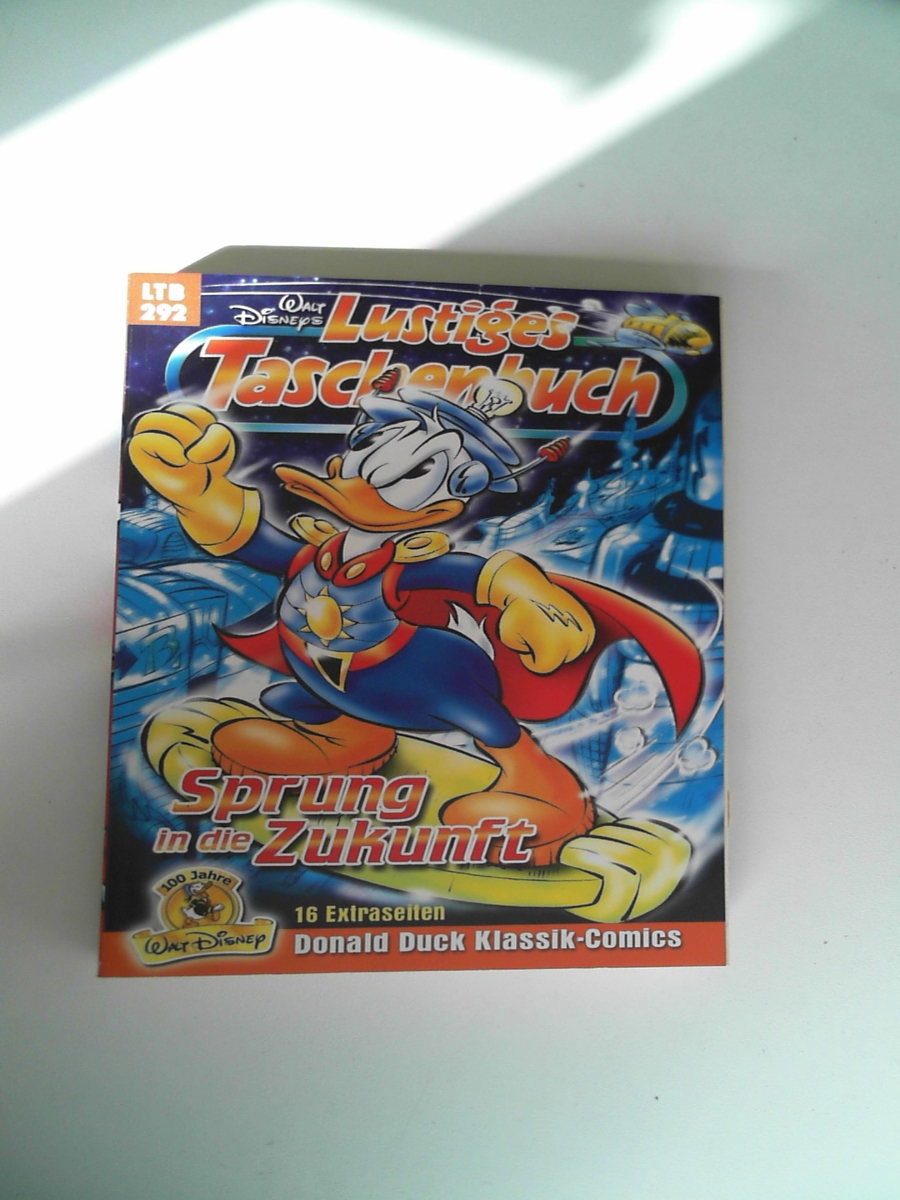 LTB
292
Walt
Disneys
Lustiges
Taschenbuch
Sprung
in die Zukunft
100 Jahre
Walt Disney
16 Extraseiten
Donald Duck Klassik-Comics